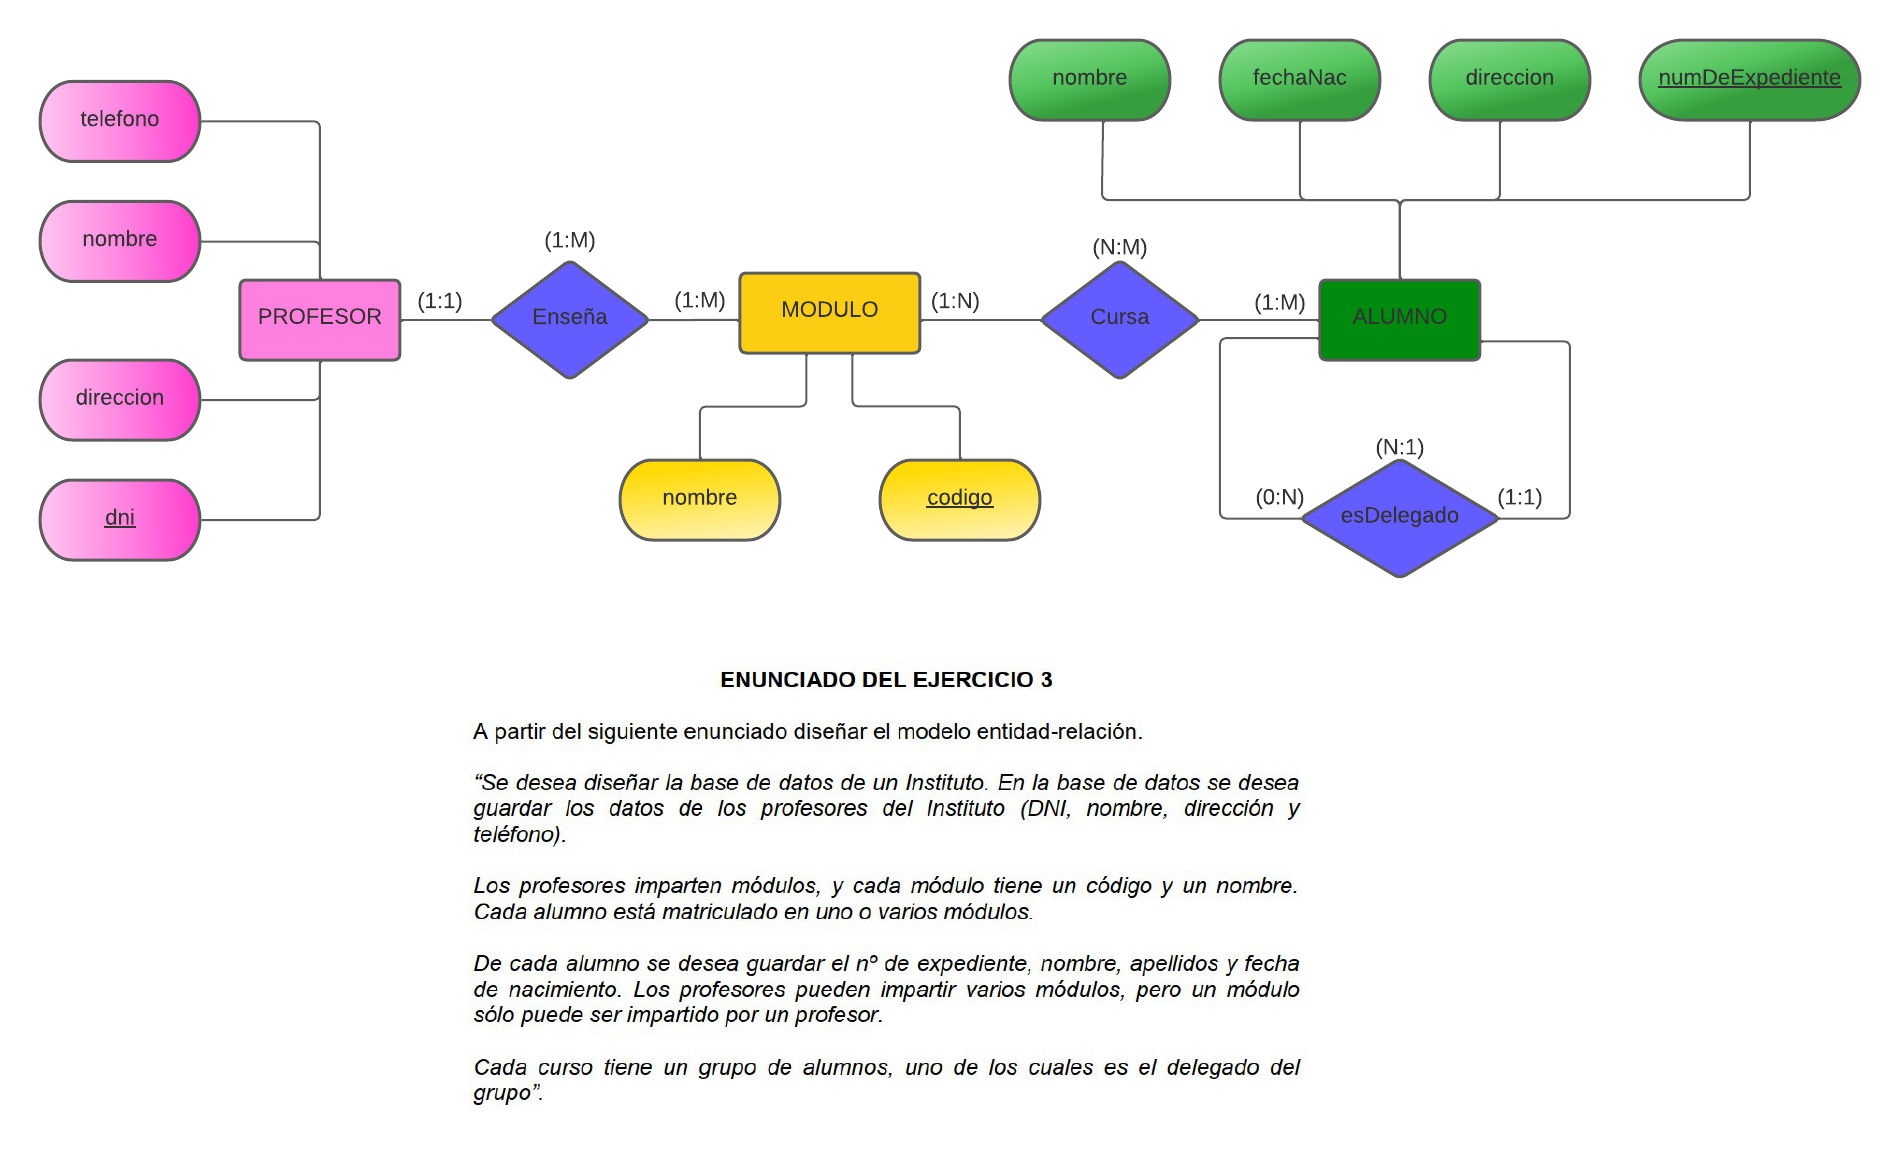 nombre
fechaNac
direccion
numDeExpediente
telefono
nombre
PROFESOR
direccion
dni
(1:1)
(1:M)
Enseña
(1:M)
MODULO
nombre
codigo
(1:N)
(N:M)
Cursa
(1:M)
ALUMNO
(N:1)
(0:N)
esDelegado
(1:1)
ENUNCIADO DEL EJERCICIO 3
A partir del siguiente enunciado diseñar el modelo entidad-relación.
“Se desea diseñar la base de datos de un Instituto. En la base de datos se desea
guardar los datos de los profesores del Instituto (DNI, nombre, dirección y
teléfono).
Los profesores imparten módulos, y cada módulo tiene un código y un nombre.
Cada alumno está matriculado en uno o varios módulos.
De cada alumno se desea guardar el nº de expediente, nombre, apellidos y fecha
de nacimiento. Los profesores pueden impartir varios módulos, pero un módulo
sólo puede ser impartido por un profesor.
Cada curso tiene un grupo de alumnos, uno de los cuales es el delegado del
grupo”.